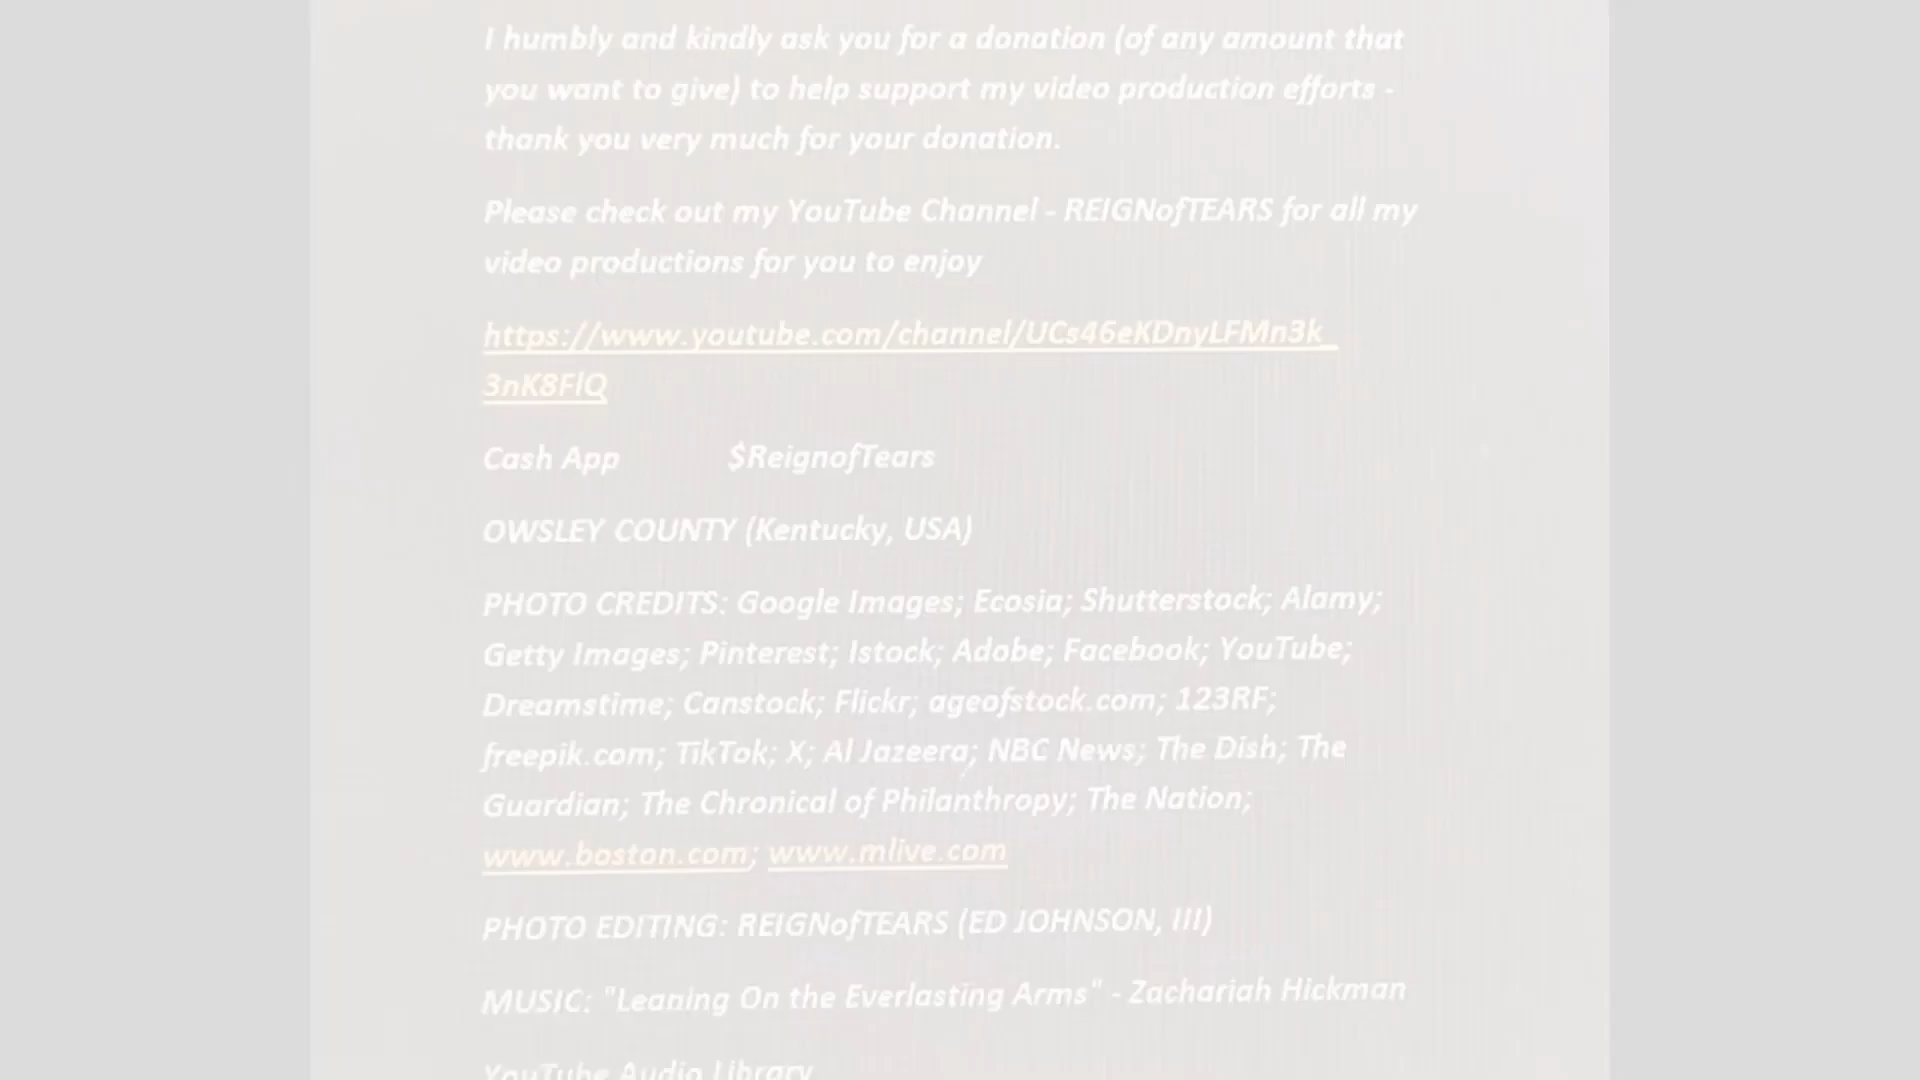 I humbly and kindly ask you for a donation (of any amount that
you want to give) to help support my video production efforts -
thank you very much for your donation.
Please check out my YouTube Channel - REIGNofTEARS for all my
video productions for you to enjoy
https://www.youtube.com/channel/UCs46eKDnyLFMn3k_
3nK8FlQ
Cash App $ReignofTears
OWSLEY COUNTY (Kentucky, USA)
PHOTO CREDITS: Google Images; Ecosia; Shutterstock; Alamy;
Getty Images; Pinterest; Istock; Adobe; Facebook; YouTube;
Dreamstime; Canstock; Flickr; ageofstock.com; 123RF;
freepik.com; TikTok; X; Al Jazeera; NBC News; The Dish; The
Guardian; The Chronical of Philanthropy; The Nation;
www.boston.com; www.mlive.com
PHOTO EDITING: REIGNofTEARS (ED JOHNSON, III)
MUSIC: "Leaning On the Everlasting Arms" - Zachariah Hickman
YouTube Audio Library